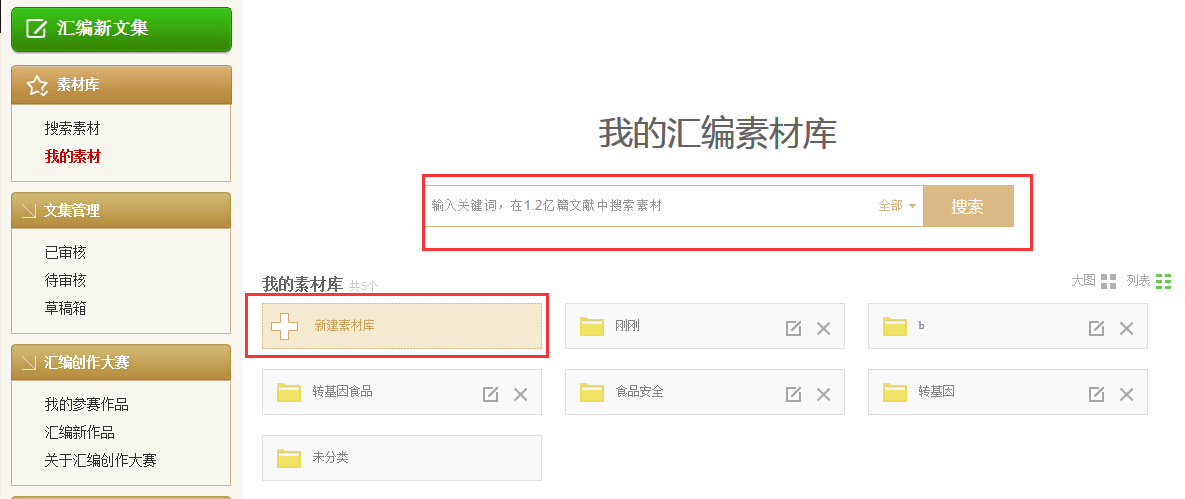 汇编新文集
素材库
搜索素材
我的素材
文集管理
已审核
待审核
草稿箱
汇编创作大赛
我的参赛作品
汇编新作品
关于汇编创作大赛
我的汇编素材库
输入关键词，在1.2亿篇文献中搜索素材 全部 搜索
我的素材库 共5个 大图 列表
新建素材库 刚刚 b
转基因食品 食品安全 转基因
未分类